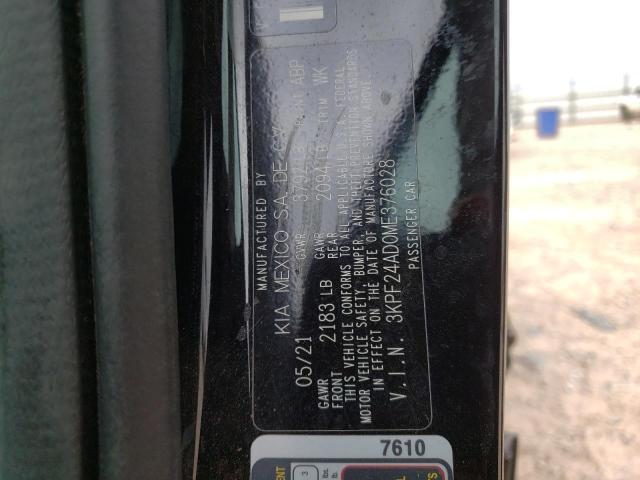 MANUFACTURED BY
KIA MEXICO S.A. DE C.V.
05/21 GVWR LB ABP
GAWR FRONT 2183 LB GAWR REAR 2094 LB TRIM WK
THIS VEHICLE CONFORMS TO ALL APPLICABLE U.S.A. FEDERAL
MOTOR VEHICLE SAFETY, BUMPER, AND THEFT PREVENTION STANDARDS
IN EFFECT ON THE DATE OF MANUFACTURE SHOWN ABOVE.
V.I.N. 3KPF24AD0ME376028
PASSENGER CAR
7610